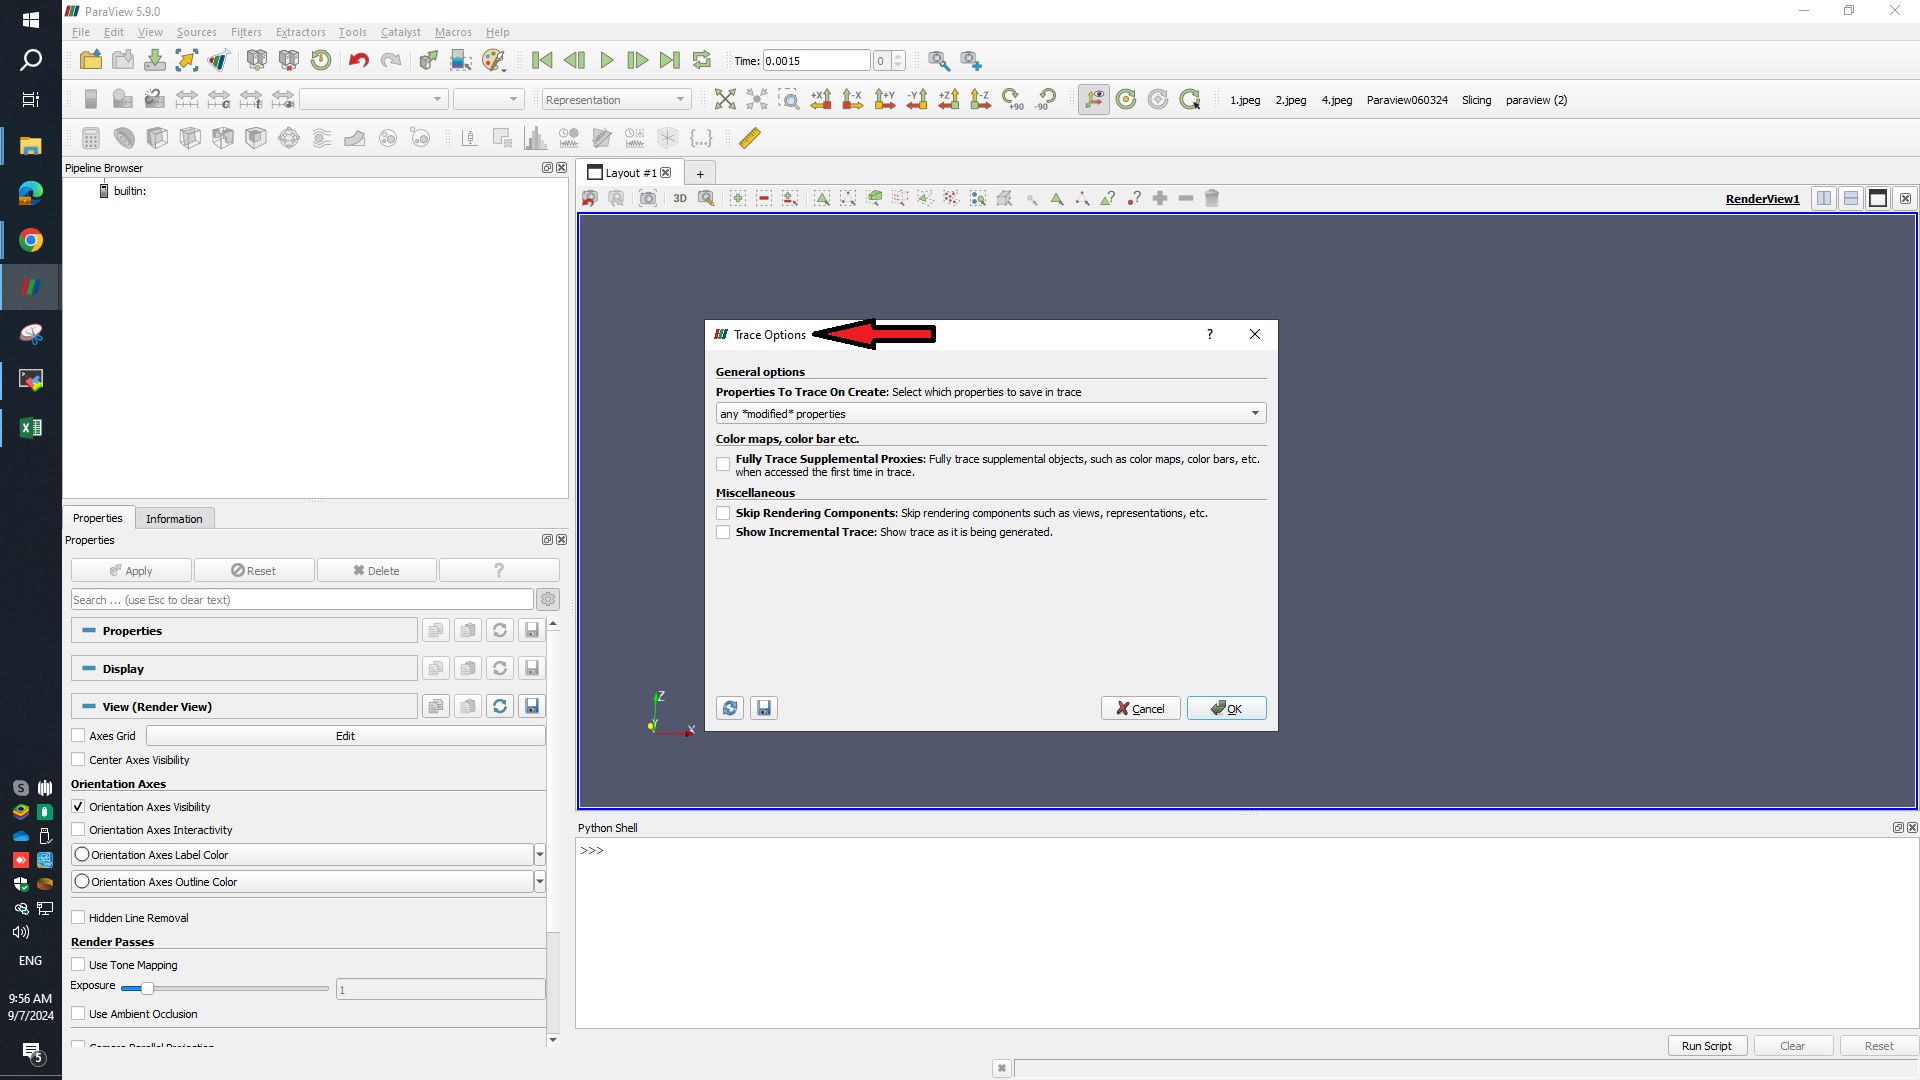 ParaView 5.9.0
File Edit View Sources Filters Extractors Tools Catalyst Macros Help
Time: 0.0015 0
Representation
+X -X +Y -Y +Z -Z +90 -90
1.jpeg 2.jpeg 4.jpeg Paraview060324 Slicing paraview (2)
Pipeline Browser
builtin:
Layout #1
+
3D
RenderView1
Trace Options
?
General options
Properties To Trace On Create: Select which properties to save in trace
any *modified* properties
Color maps, color bar etc.
Fully Trace Supplemental Proxies: Fully trace supplemental objects, such as color maps, color bars, etc.
when accessed the first time in trace.
Miscellaneous
Skip Rendering Components: Skip rendering components such as views, representations, etc.
Show Incremental Trace: Show trace as it is being generated.
Cancel OK
Z
Y
X
Properties Information
Properties
Apply Reset Delete ?
Search ... (use Esc to clear text)
Properties
Display
View (Render View)
Axes Grid Edit
Center Axes Visibility
Orientation Axes
Orientation Axes Visibility
Orientation Axes Interactivity
Orientation Axes Label Color
Orientation Axes Outline Color
Hidden Line Removal
Render Passes
Use Tone Mapping
Exposure 1
Use Ambient Occlusion
Camera Parallel Projection
Python Shell
>>>
Run Script Clear Reset
ENG
9:56 AM
9/7/2024
5